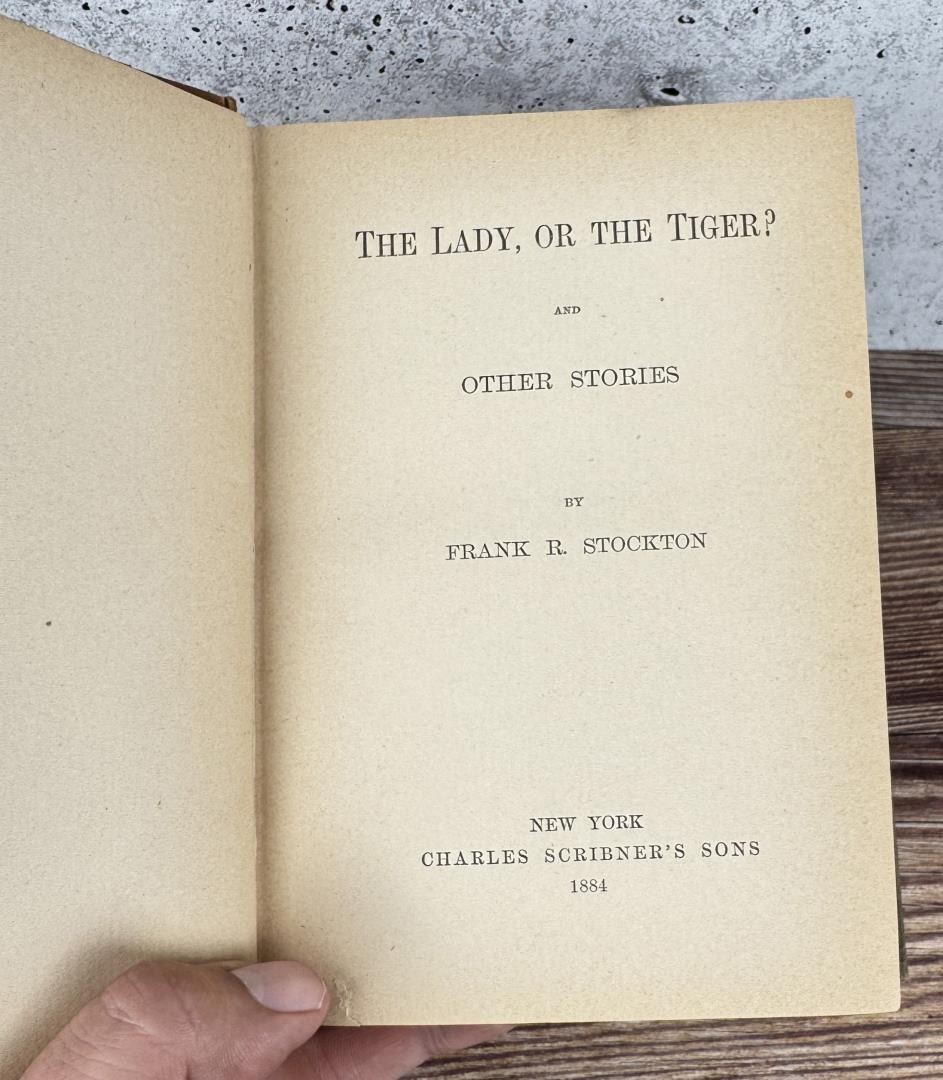 THE LADY, OR THE TIGER?
AND
OTHER STORIES
BY
FRANK R. STOCKTON
NEW YORK
CHARLES SCRIBNER'S SONS
1884